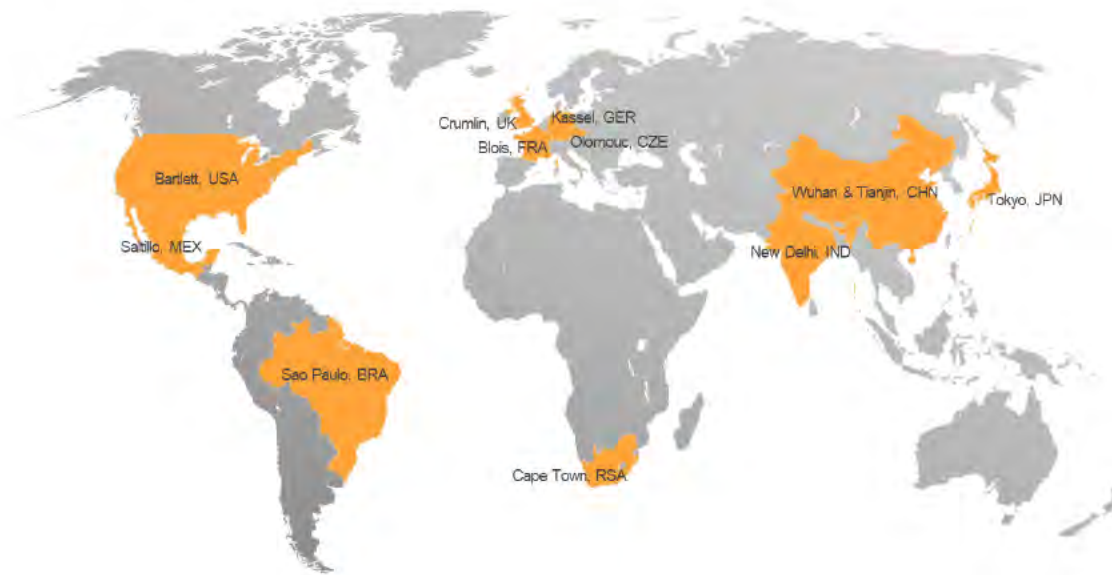 Crumlin, UK
Kassel, GER
Blois, FRA
Olomouc, CZE
Bartlett, USA
Wuhan & Tianjin, CHN
Tokyo, JPN
Saltillo, MEX
New Delhi, IND
Sao Paulo, BRA
Cape Town, RSA